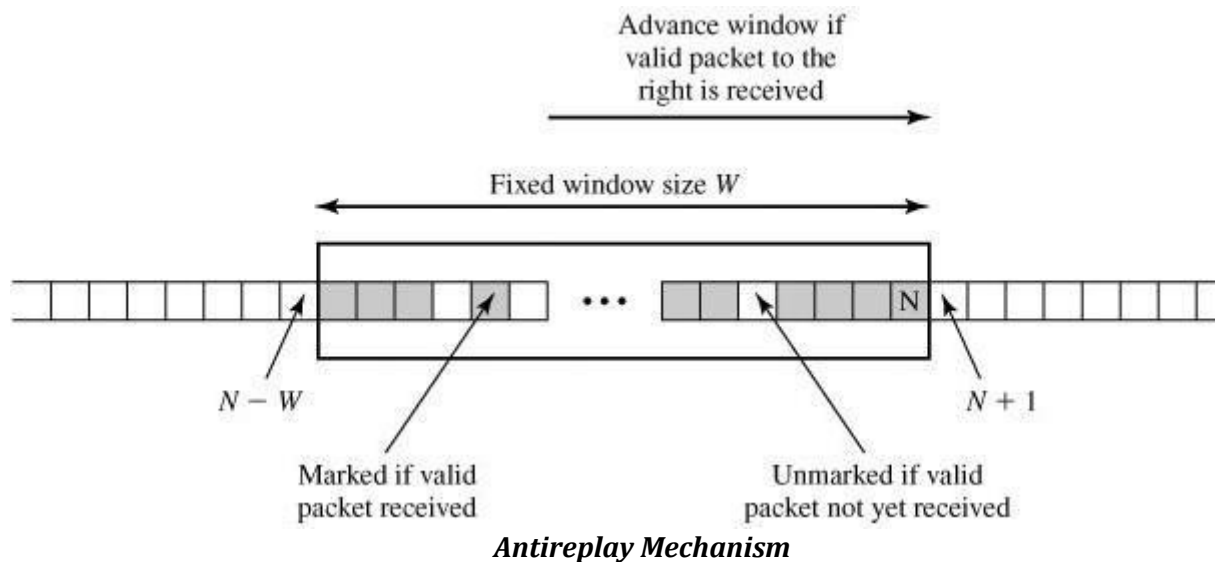 Advance window if
valid packet to the
right is received
Fixed window size W
N
N − W
N + 1
Marked if valid
packet received
Unmarked if valid
packet not yet received
Antireplay Mechanism